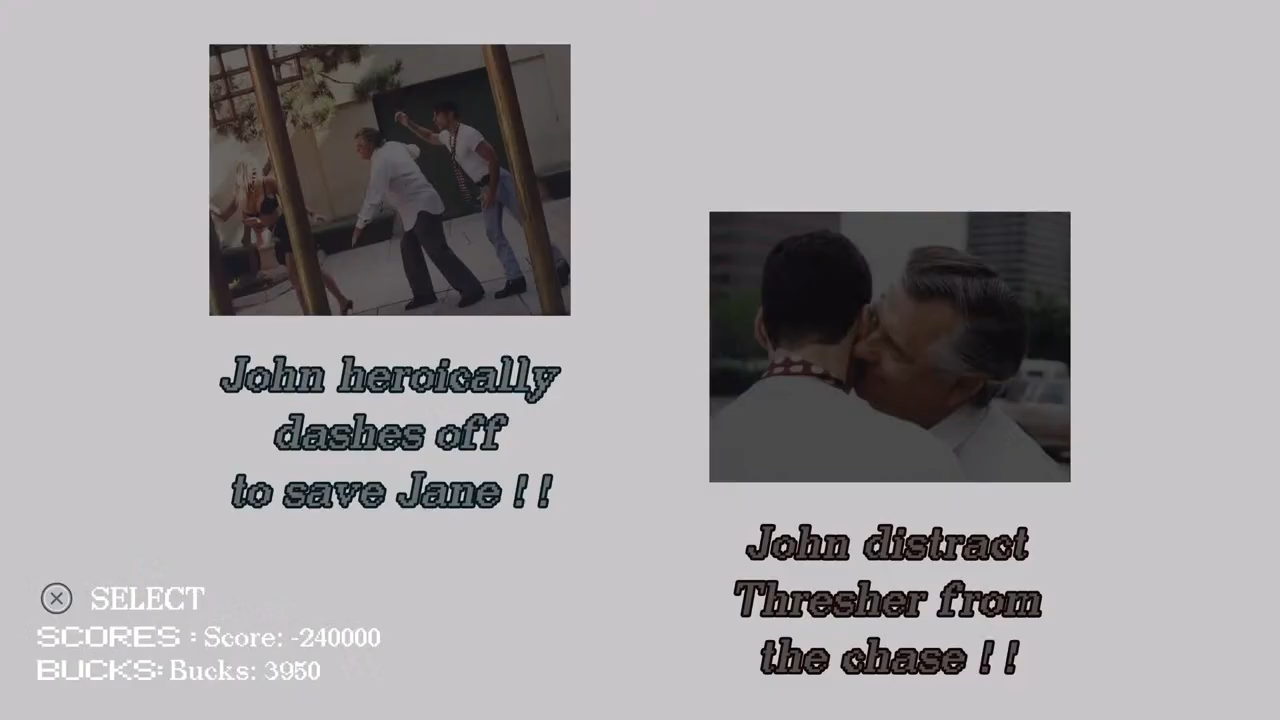 John heroically
dashes off
to save Jane ! !
John distract
Thresher from
the chase ! !
SELECT
SCORES : Score: -240000
BUCKS: Bucks: 3950